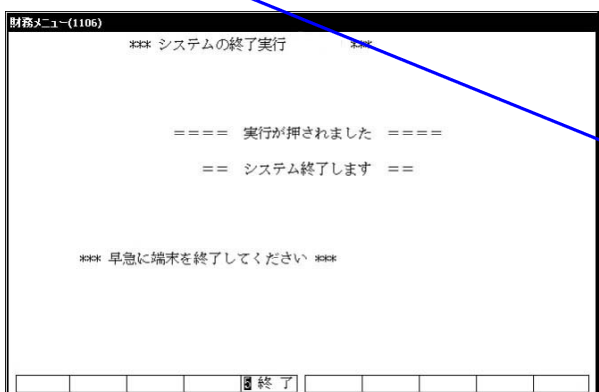 財務メニュー(1106)
*** システムの終了実行 ***
==== 実行が押されました ====
== システム終了します ==
*** 早急に端末を終了してください ***
5 終 了